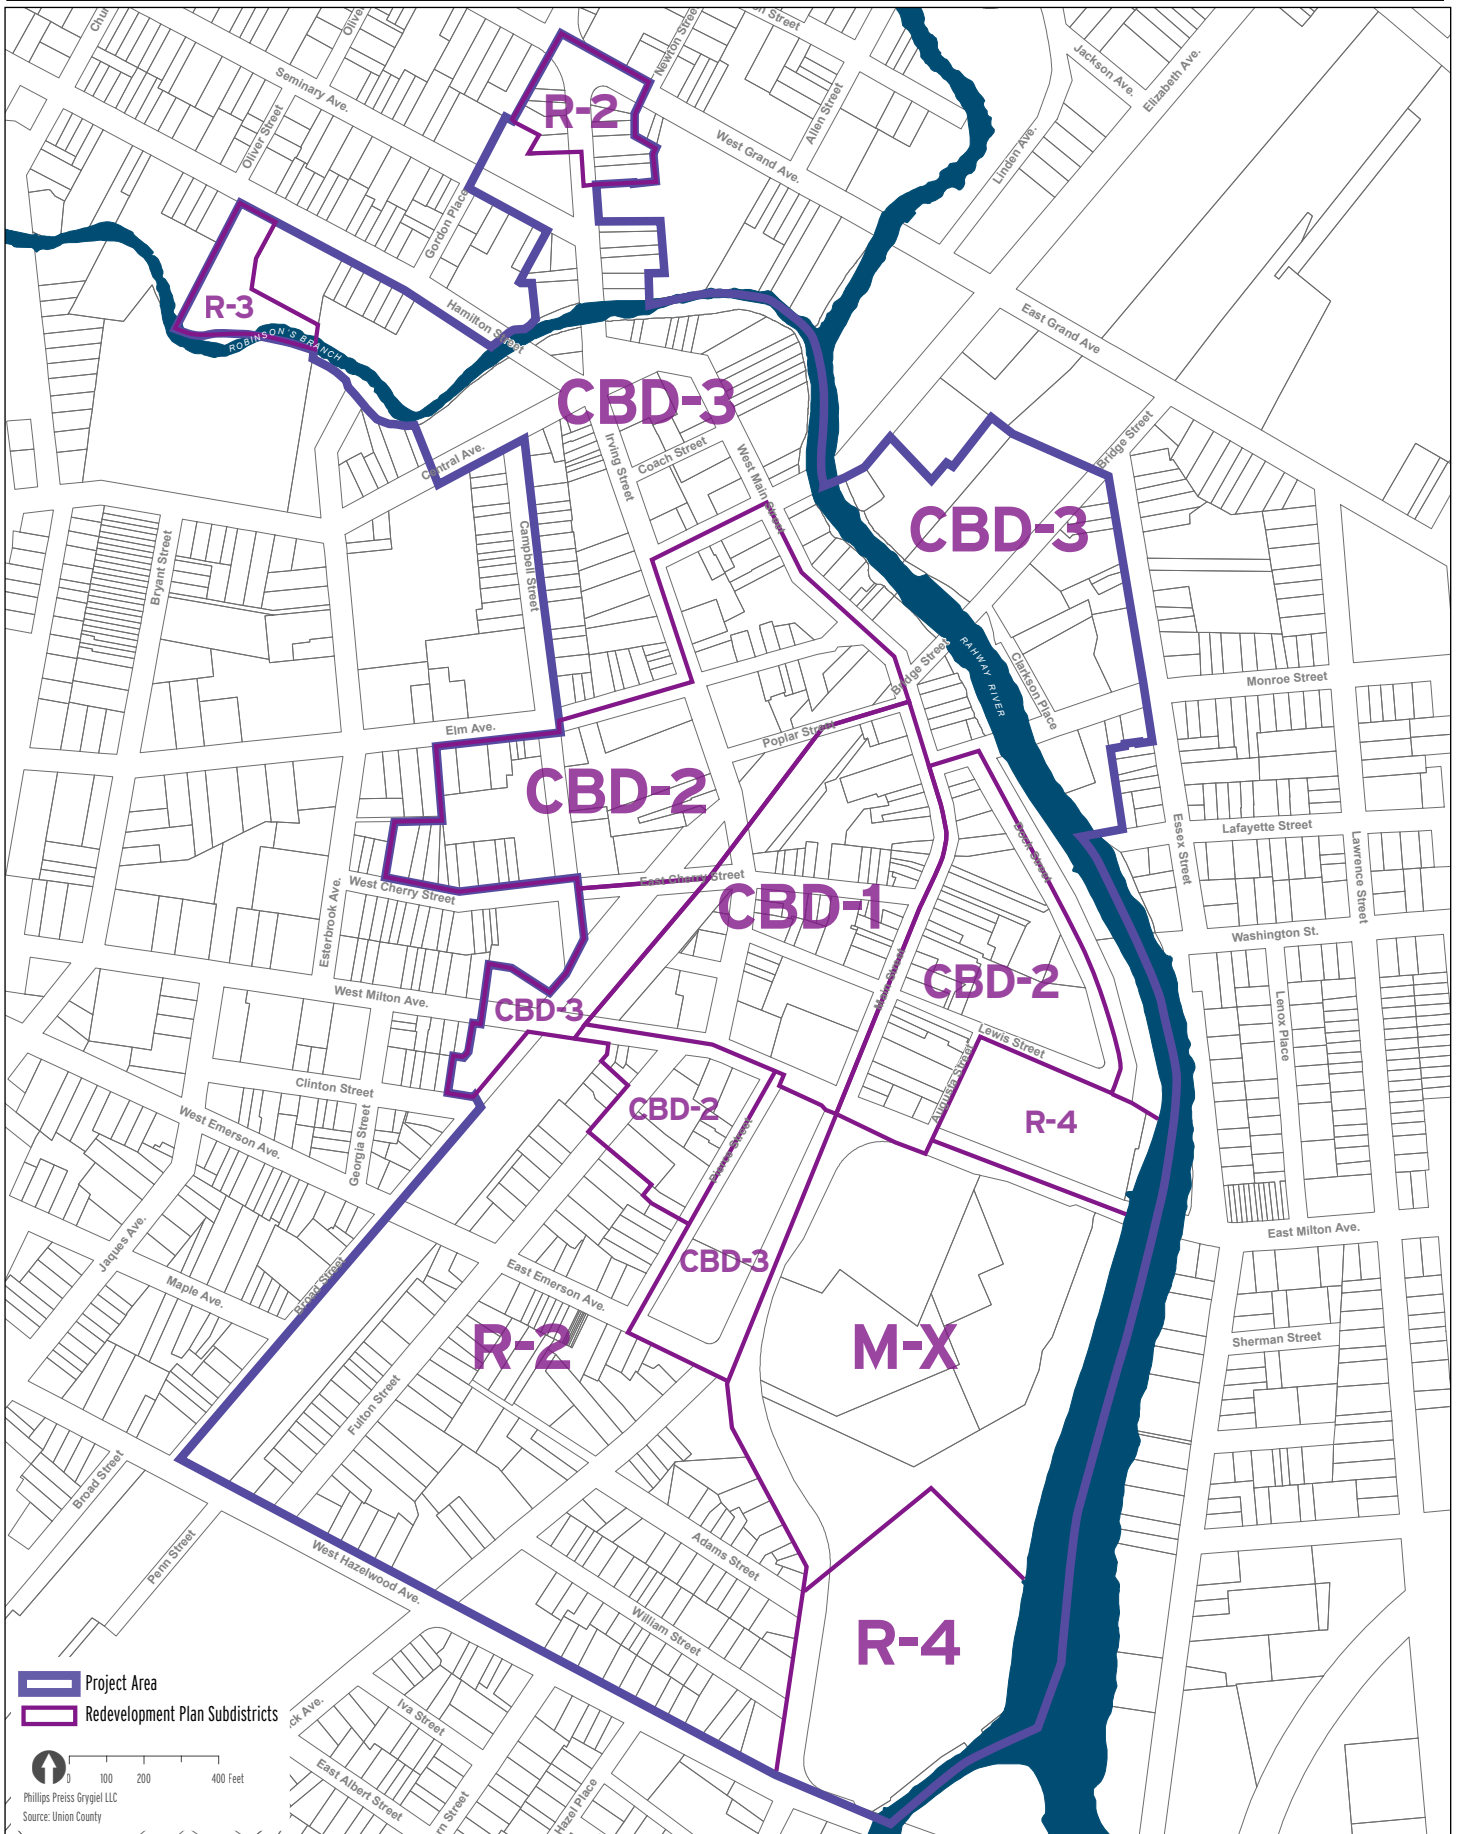 Oliver Street
Newton Street
Jackson Ave.
Elizabeth Ave.
Seminary Ave.
R-2
Allen Street
Oliver Street
West Grand Ave.
Linden Ave.
Gordon Place
R-3
Hamilton Street
ROBINSON'S BRANCH
East Grand Ave
CBD-3
Central Ave.
Irving Street
Coach Street
West Main Street
Bridge Street
CBD-3
Bryant Street
Campbell Street
Bridge Street
RAHWAY RIVER
Clarkson Place
Monroe Street
Elm Ave.
Poplar Street
CBD-2
Dock Street
Essex Street
Lafayette Street
Lawrence Street
West Cherry Street
East Cherry Street
CBD-1
Esterbrook Ave.
Washington St.
Main Street
CBD-2
West Milton Ave.
CBD-3
Lewis Street
Lenox Place
Clinton Street
Augusta Street
CBD-2
R-4
West Emerson Ave.
Georgia Street
Jaques Ave.
East Milton Ave.
CBD-3
Maple Ave.
Broad Street
East Emerson Ave.
R-2
M-X
Sherman Street
Fulton Street
Broad Street
Penn Street
West Hazelwood Ave.
Adams Street
William Street
R-4
Project Area
Redevelopment Plan Subdistricts
Iva Street
East Albert Street
Hazel Place
0 100 200 400 Feet
Phillips Preiss Grygiel LLC
Source: Union County